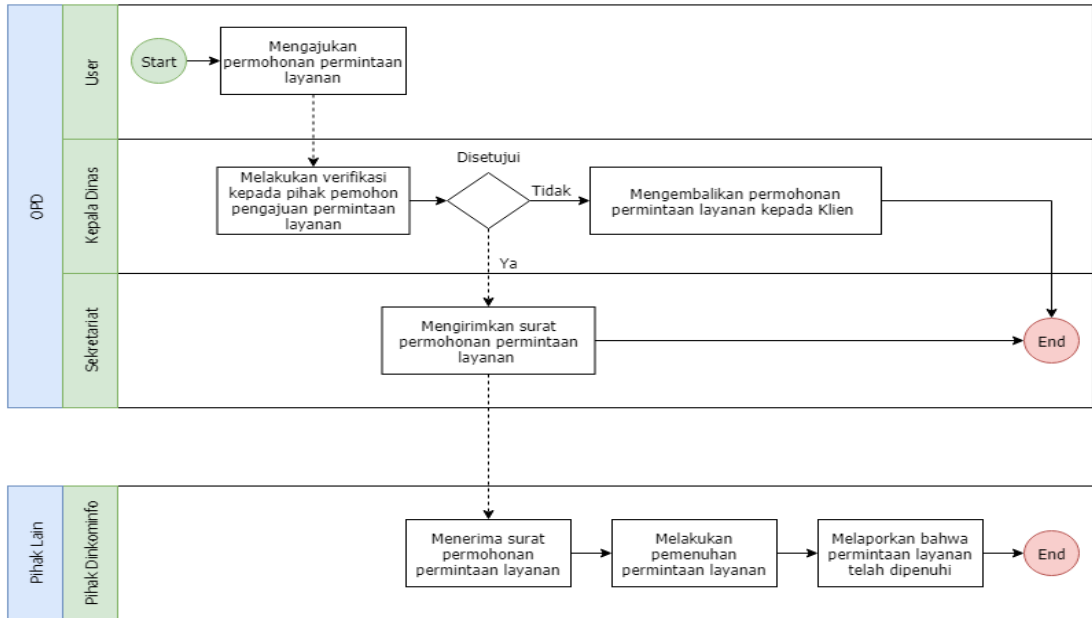 OPD
User
Start
Mengajukan
permohonan permintaan
layanan
Kepala Dinas
Melakukan verifikasi
kepada pihak pemohon
pengajuan permintaan
layanan
Disetujui
Tidak
Mengembalikan permohonan
permintaan layanan kepada Klien
Ya
Sekretariat
Mengirimkan surat
permohonan permintaan
layanan
End
Pihak Lain
Pihak Dinkominfo
Menerima surat
permohonan
permintaan layanan
Melakukan
pemenuhan
permintaan layanan
Melaporkan bahwa
permintaan layanan
telah dipenuhi
End